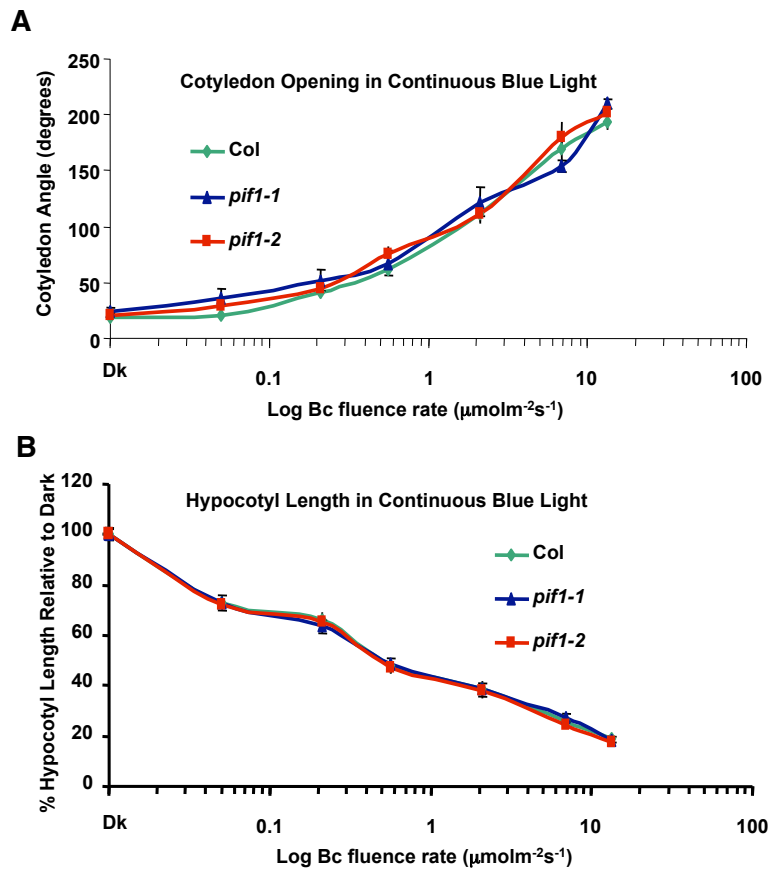 A
Cotyledon Opening in Continuous Blue Light
Cotyledon Angle (degrees)
250
200
150
100
50
0
Col
pif1-1
pif1-2
Dk
0.1
1
10
100
Log Bc fluence rate (μmolm⁻²s⁻¹)
B
Hypocotyl Length in Continuous Blue Light
% Hypocotyl Length Relative to Dark
120
100
80
60
40
20
0
Col
pif1-1
pif1-2
Dk
0.1
1
10
100
Log Bc fluence rate (μmolm⁻²s⁻¹)